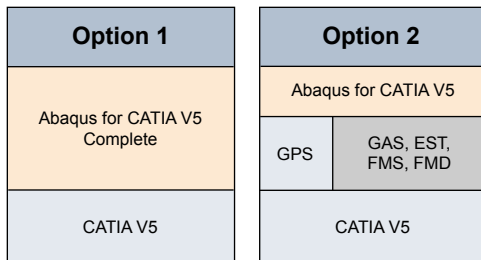 Option 1
Abaqus for CATIA V5
Complete
CATIA V5
Option 2
Abaqus for CATIA V5
GPS
GAS, EST,
FMS, FMD
CATIA V5